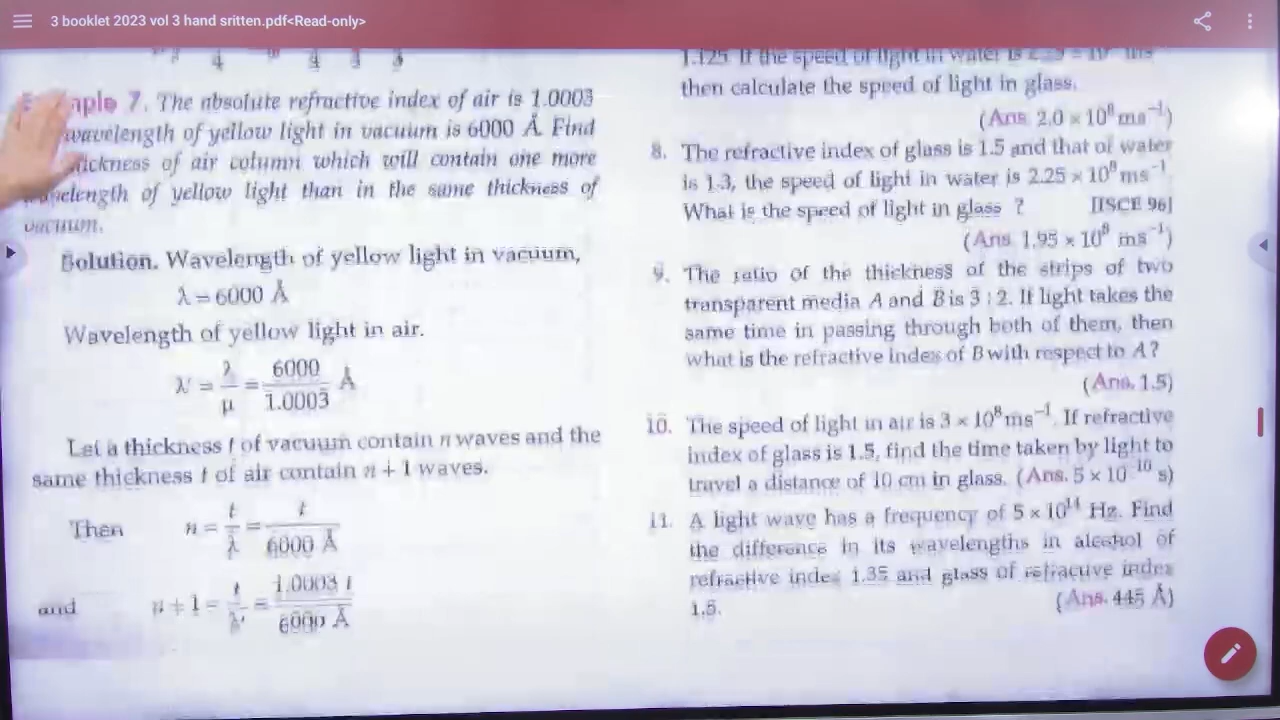 3 booklet 2023 vol 3 hand sritten.pdf<Read-only>
7. The absolute refractive index of air is 1.0003
wavelength of yellow light in vacuum is 6000 Å. Find
thickness of air column which will contain one more
wavelength of yellow light than in the same thickness of
vacuum.
Solution. Wavelength of yellow light in vacuum,
λ = 6000 Å
Wavelength of yellow light in air.
λ' = λ/μ = 6000/1.0003 Å
Let a thickness t of vacuum contain n waves and the
same thickness t of air contain n + 1 waves.
Then n = t/λ = t/6000 Å
and n + 1 = t/λ' = 1.0003 t/6000 Å
1.125. If the speed of light in water is
then calculate the speed of light in glass.
(Ans. 2.0 × 10⁸ ms⁻¹)
8. The refractive index of glass is 1.5 and that of water
is 1.3, the speed of light in water is 2.25 × 10⁸ ms⁻¹.
What is the speed of light in glass ? [ISCE 96]
(Ans. 1.95 × 10⁸ ms⁻¹)
9. The ratio of the thickness of the strips of two
transparent media A and B is 3 : 2. If light takes the
same time in passing through both of them, then
what is the refractive index of B with respect to A?
(Ans. 1.5)
10. The speed of light in air is 3 × 10⁸ ms⁻¹. If refractive
index of glass is 1.5, find the time taken by light to
travel a distance of 10 cm in glass. (Ans. 5 × 10⁻¹⁰ s)
11. A light wave has a frequency of 5 × 10¹⁴ Hz. Find
the difference in its wavelengths in alcohol of
refractive index 1.35 and glass of refractive index
1.5. (Ans. 445 Å)